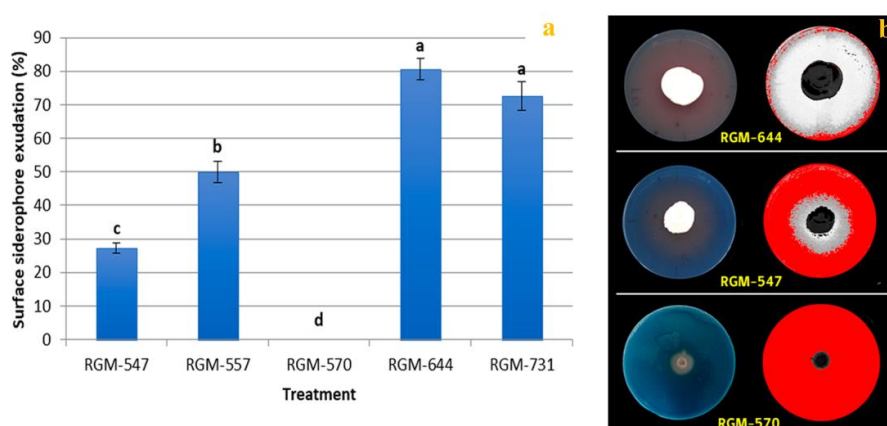 a
Surface siderophore exudation (%)
90
80
70
60
50
40
30
20
10
0
c
b
d
a
a
RGM-547 RGM-557 RGM-570 RGM-644 RGM-731
Treatment
b
RGM-644
RGM-547
RGM-570